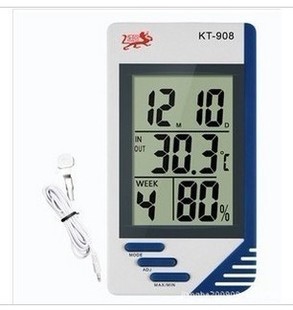 KT-908
12 M 10 D
IN
OUT 30.3 ℃
WEEK
4 80%%
MODE
ADJ
MAX/MIN